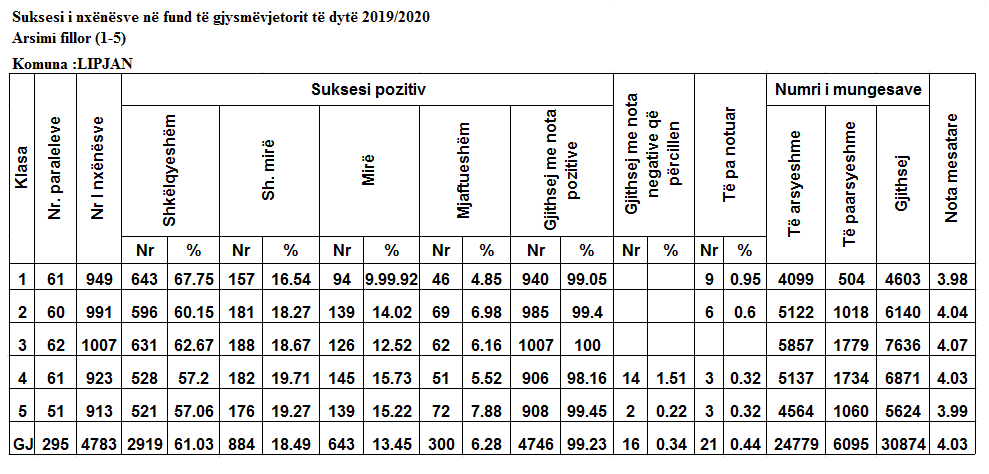 Suksesi i nxënësve në fund të gjysmëvjetorit të dytë 2019/2020
Arsimi fillor (1-5)
Komuna :LIPJAN
Klasa Nr. paraleleve Nr i nxënësve Suksesi pozitiv Gjithsej me nota negative që përcillen Të pa notuar Numri i mungesave Nota mesatare
Shkëlqyeshëm Sh. mirë Mirë Mjaftueshëm Gjithsej me nota pozitive Të arsyeshme Të paarsyeshme Gjithsej
Nr % Nr % Nr % Nr % Nr % Nr % Nr %
1 61 949 643 67.75 157 16.54 94 9.99.92 46 4.85 940 99.05 9 0.95 4099 504 4603 3.98
2 60 991 596 60.15 181 18.27 139 14.02 69 6.98 985 99.4 6 0.6 5122 1018 6140 4.04
3 62 1007 631 62.67 188 18.67 126 12.52 62 6.16 1007 100 5857 1779 7636 4.07
4 61 923 528 57.2 182 19.71 145 15.73 51 5.52 906 98.16 14 1.51 3 0.32 5137 1734 6871 4.03
5 51 913 521 57.06 176 19.27 139 15.22 72 7.88 908 99.45 2 0.22 3 0.32 4564 1060 5624 3.99
GJ 295 4783 2919 61.03 884 18.49 643 13.45 300 6.28 4746 99.23 16 0.34 21 0.44 24779 6095 30874 4.03